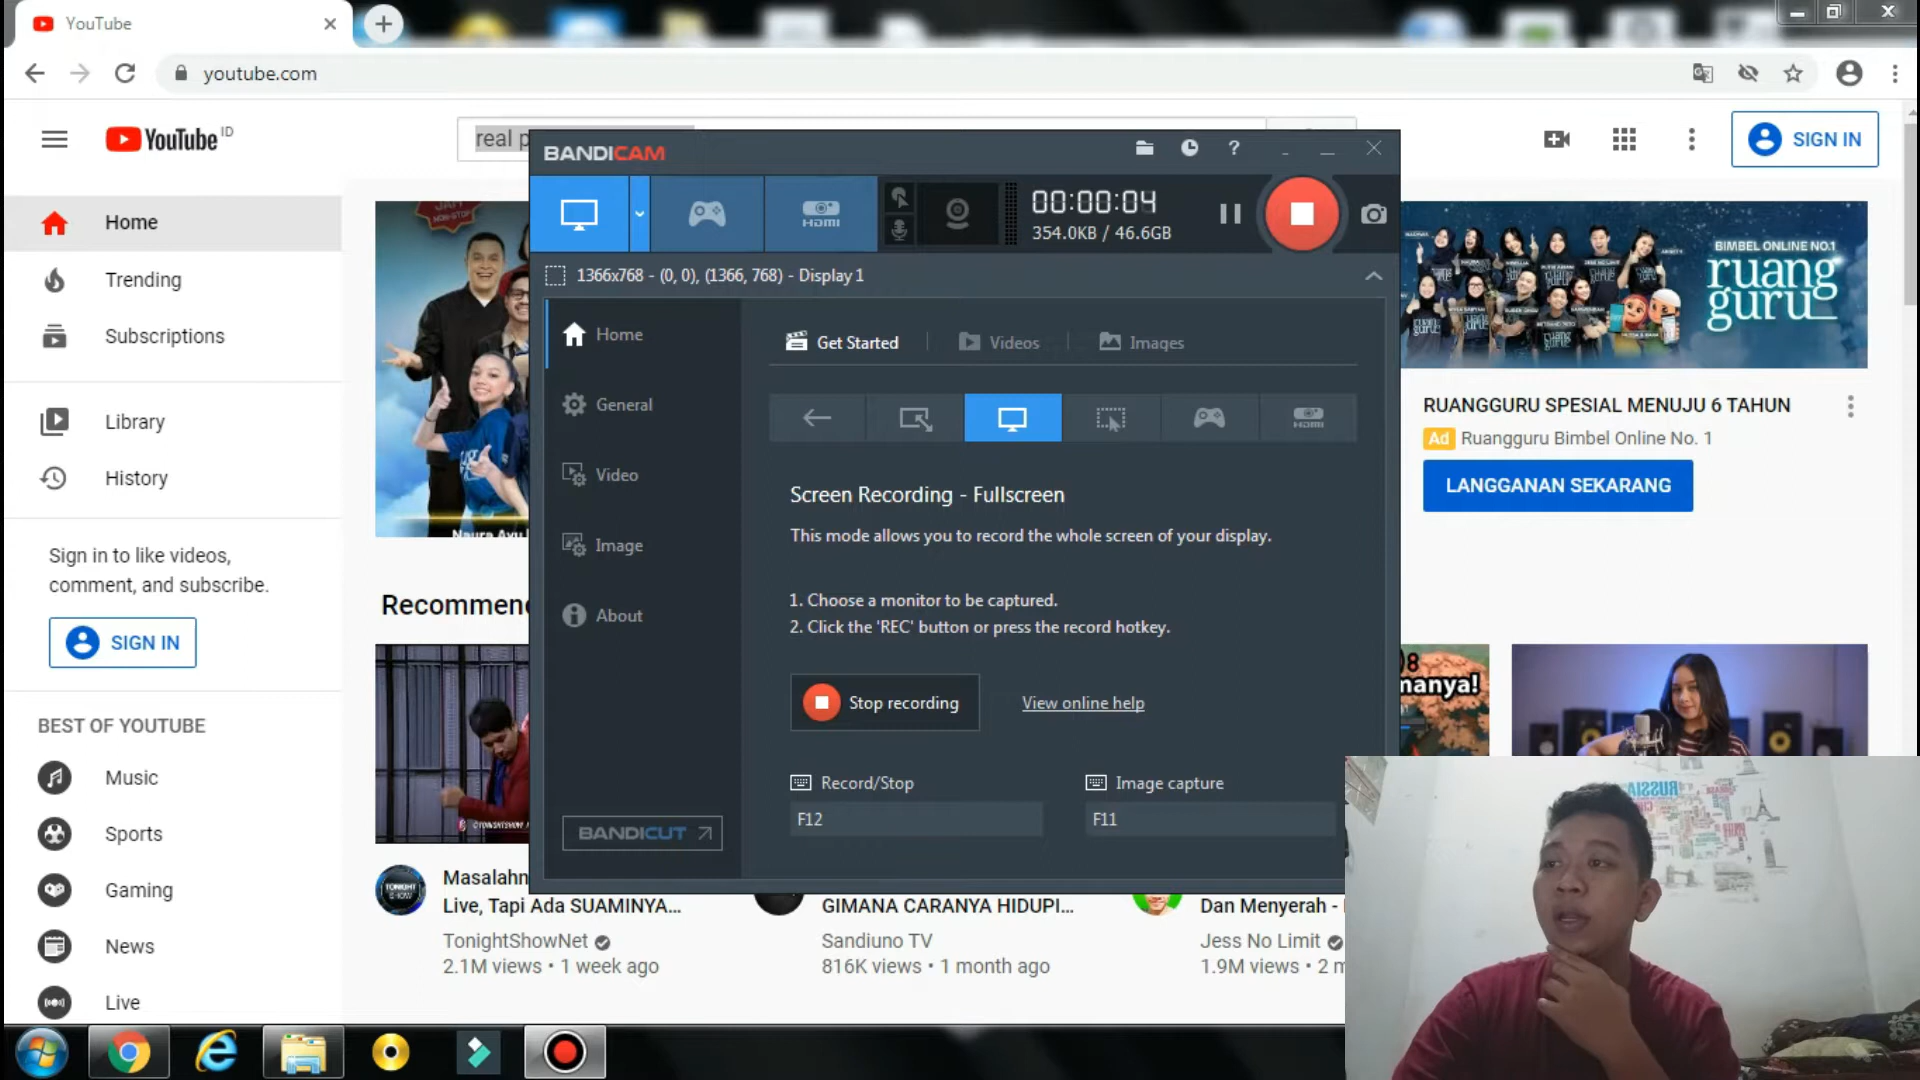 YouTube
youtube.com
YouTube ID
real p
SIGN IN
Home
Trending
Subscriptions
Library
History
Sign in to like videos,
comment, and subscribe.
SIGN IN
BEST OF YOUTUBE
Music
Sports
Gaming
News
Live
BANDICAM
HDMI
00:00:04
354.0KB / 46.6GB
1366x768 - (0, 0), (1366, 768) - Display 1
Home
General
Video
Image
About
BANDICUT
Get Started
Videos
Images
HDMI
Screen Recording - Fullscreen
This mode allows you to record the whole screen of your display.
1. Choose a monitor to be captured.
2. Click the 'REC' button or press the record hotkey.
Stop recording
View online help
Record/Stop
F12
Image capture
F11
NON-STOP
BIMBEL ONLINE NO.1
ruang
guru
RUANGGURU SPESIAL MENUJU 6 TAHUN
Ad Ruangguru Bimbel Online No. 1
LANGGANAN SEKARANG
Recommen
manya!
Masalahn
Live, Tapi Ada SUAMINYA...
TonightShowNet
2.1M views • 1 week ago
GIMANA CARANYA HIDUPI...
Sandiuno TV
816K views • 1 month ago
Dan Menyerah -
Jess No Limit
1.9M views • 2 m
RUSSIA